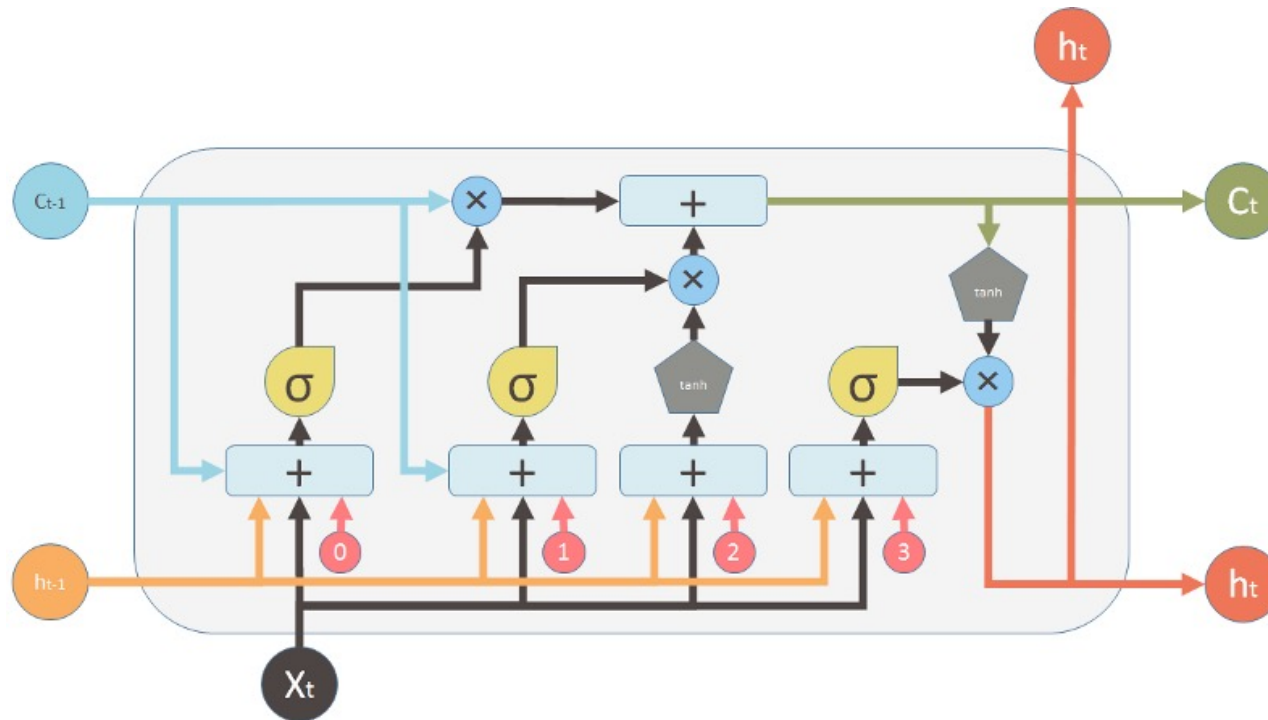 ht
Ct-1
×
+
Ct
×
tanh
σ
σ
tanh
σ
×
+
+
+
+
0
1
2
3
ht-1
ht
Xt